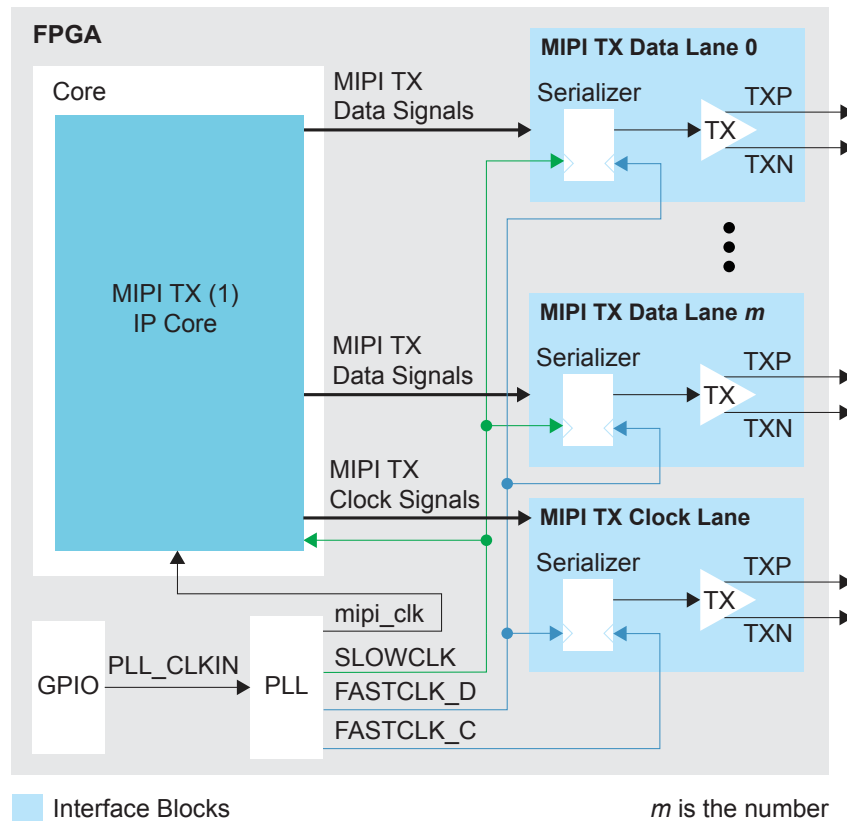 FPGA
Core
MIPI TX (1)
IP Core
MIPI TX
Data Signals
MIPI TX Data Lane 0
Serializer
TX
TXP
TXN
MIPI TX
Data Signals
MIPI TX Data Lane m
Serializer
TX
TXP
TXN
MIPI TX
Clock Signals
MIPI TX Clock Lane
Serializer
TX
TXP
TXN
GPIO
PLL_CLKIN
PLL
mipi_clk
SLOWCLK
FASTCLK_D
FASTCLK_C
Interface Blocks
m is the number